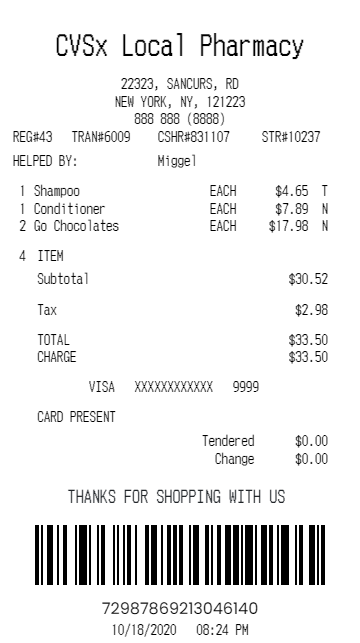 CVSx Local Pharmacy
22323, SANCURS, RD
NEW YORK, NY, 121223
888 888 (8888)
REG#43 TRAN#6009 CSHR#831107 STR#10237
HELPED BY: Miggel
1 Shampoo EACH $4.65 T
1 Conditioner EACH $7.89 N
2 Go Chocolates EACH $17.98 N
4 ITEM
Subtotal $30.52
Tax $2.98
TOTAL $33.50
CHARGE $33.50
VISA XXXXXXXXXXXX 9999
CARD PRESENT
Tendered $0.00
Change $0.00
THANKS FOR SHOPPING WITH US
72987869213046140
10/18/2020 08:24 PM